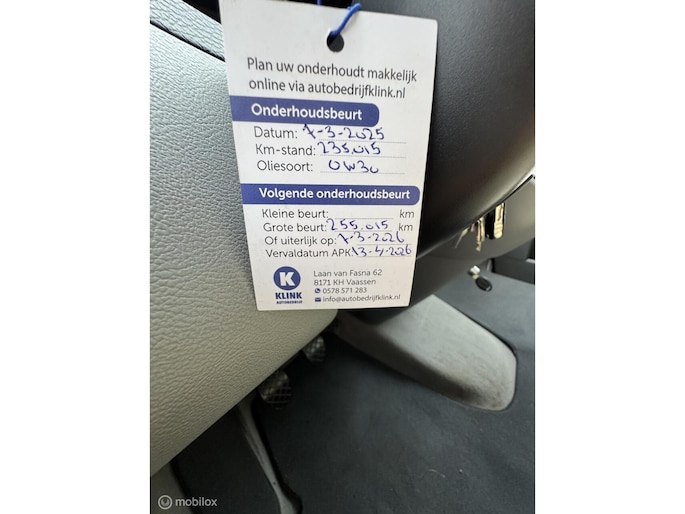 Plan uw onderhoudt makkelijk
online via autobedrijfklink.nl
Onderhoudsbeurt
Datum: 7-3-2025
Km-stand: 235.015
Oliesoort: 0W30
Volgende onderhoudsbeurt
Kleine beurt: km
Grote beurt: 255.015 km
Of uiterlijk op: 7-3-2026
Vervaldatum APK: 13-4-2026
K
KLINK
AUTOBEDRIJF
Laan van Fasna 62
8171 KH Vaassen
0578 571 283
info@autobedrijfklink.nl
mobilox